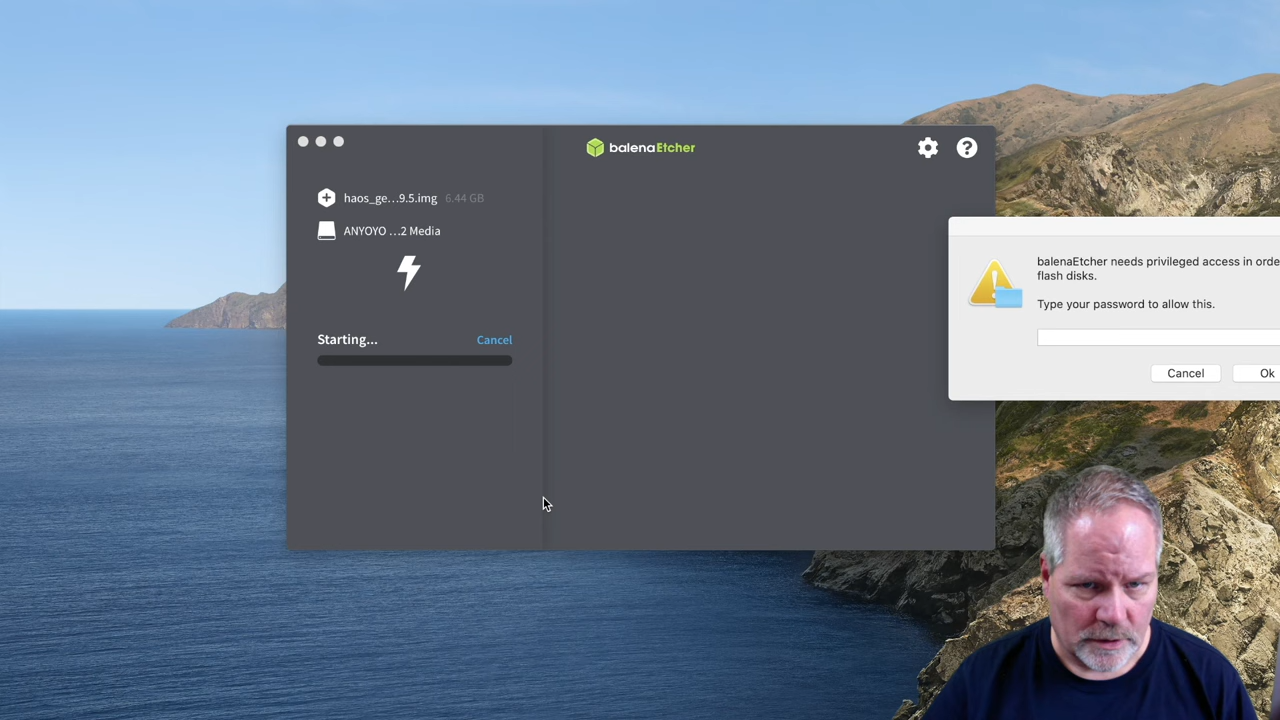 balenaEtcher
haos_ge...9.5.img 6.44 GB
ANYOYO ...2 Media
Starting... Cancel
balenaEtcher needs privileged access in orde
flash disks.
Type your password to allow this.
Cancel Ok